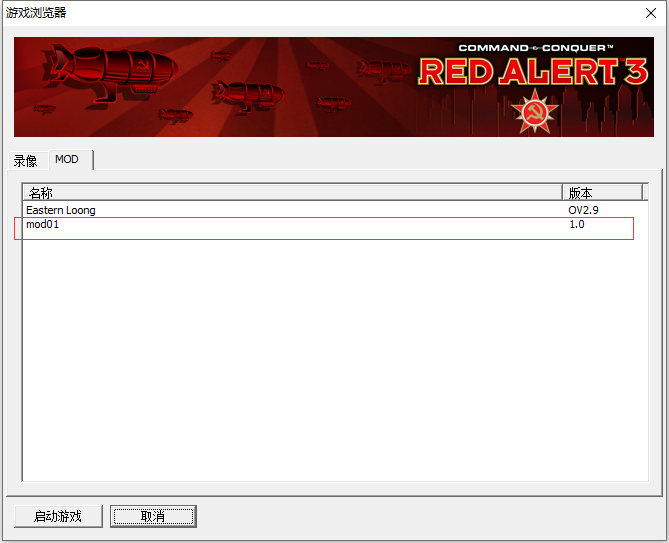 游戏浏览器
COMMAND & CONQUER™
RED ALERT 3
录像 MOD
名称 版本
Eastern Loong OV2.9
mod01 1.0
启动游戏 取消